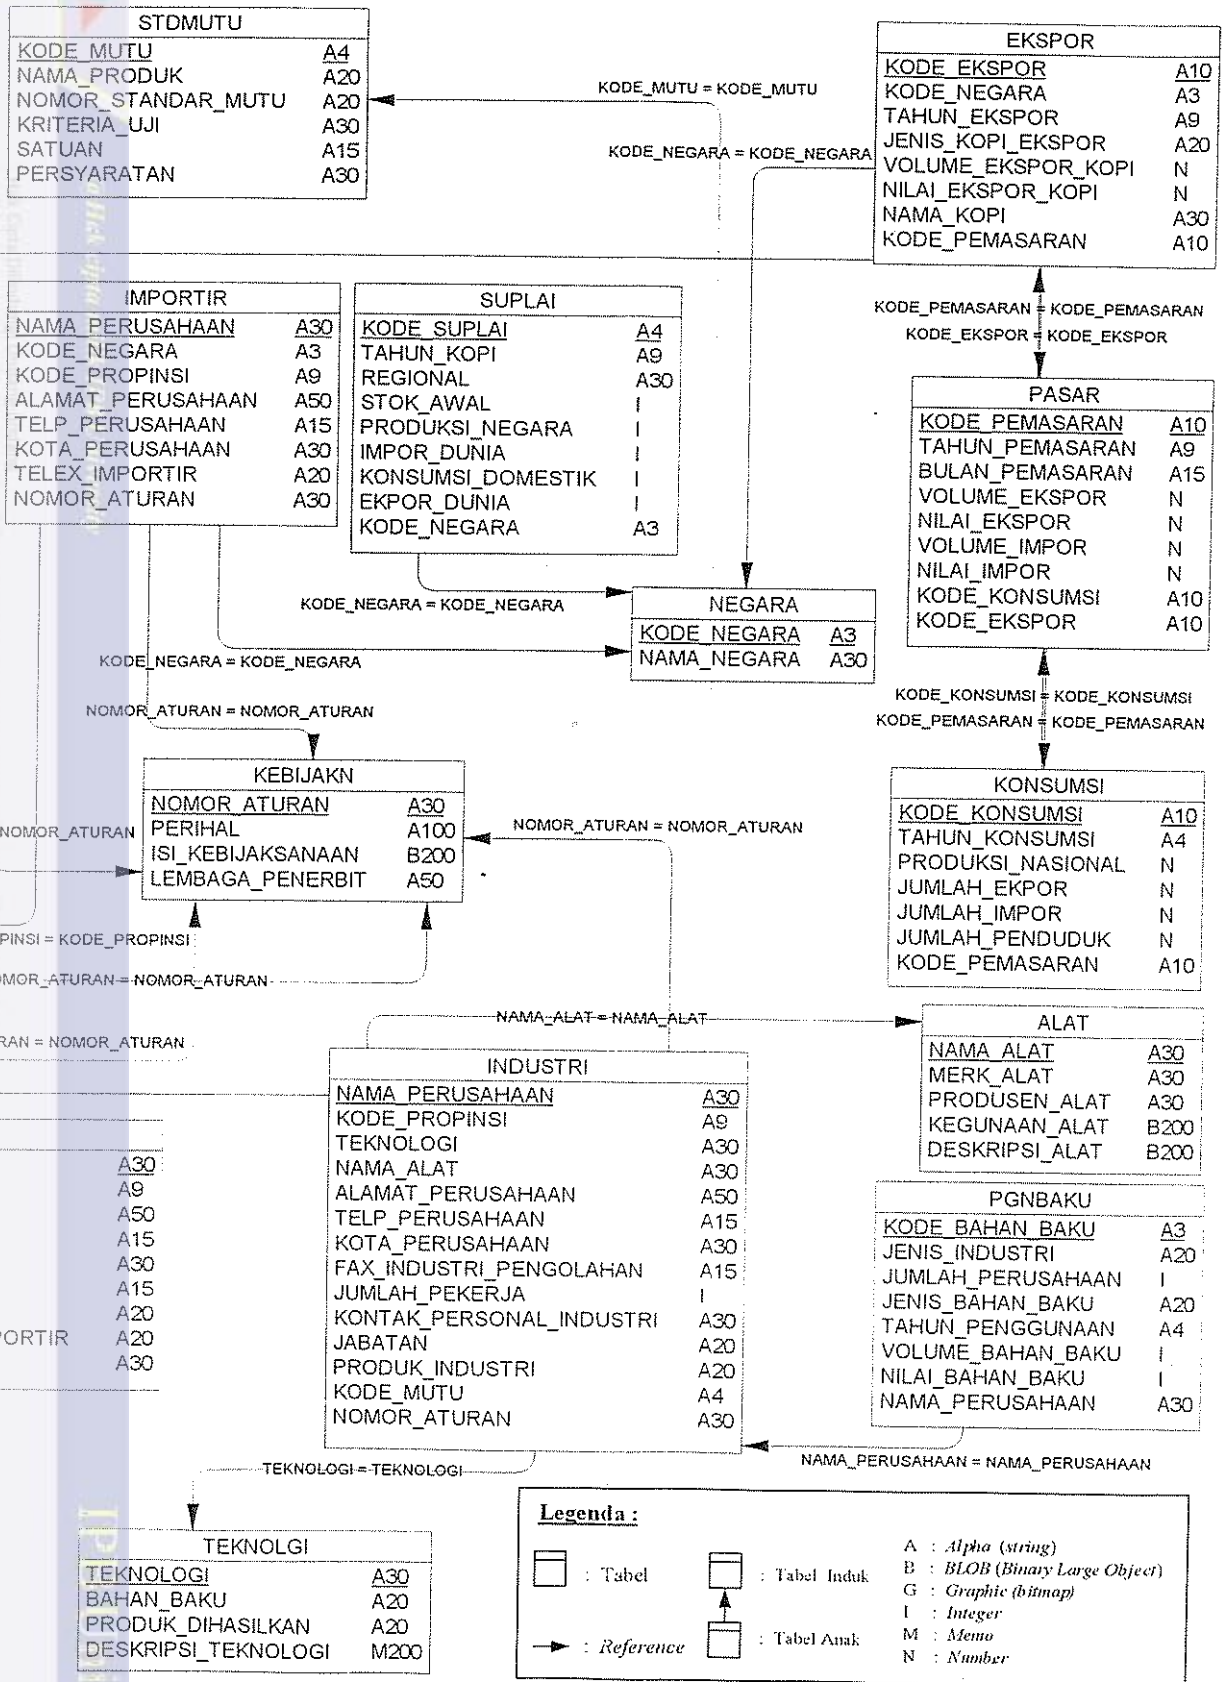 STDMUTU
KODE_MUTU A4
NAMA_PRODUK A20
NOMOR_STANDAR_MUTU A20
KRITERIA_UJI A30
SATUAN A15
PERSYARATAN A30
KODE_MUTU = KODE_MUTU
KODE_NEGARA = KODE_NEGARA
EKSPOR
KODE_EKSPOR A10
KODE_NEGARA A3
TAHUN_EKSPOR A9
JENIS_KOPI_EKSPOR A20
VOLUME_EKSPOR_KOPI N
NILAI_EKSPOR_KOPI N
NAMA_KOPI A30
KODE_PEMASARAN A10
IMPORTIR
NAMA_PERUSAHAAN A30
KODE_NEGARA A3
KODE_PROPINSI A9
ALAMAT_PERUSAHAAN A50
TELP_PERUSAHAAN A15
KOTA_PERUSAHAAN A30
TELEX_IMPORTIR A20
NOMOR_ATURAN A30
SUPLAI
KODE_SUPLAI A4
TAHUN_KOPI A9
REGIONAL A30
STOK_AWAL I
PRODUKSI_NEGARA I
IMPOR_DUNIA I
KONSUMSI_DOMESTIK I
EKPOR_DUNIA I
KODE_NEGARA A3
KODE_PEMASARAN = KODE_PEMASARAN
KODE_EKSPOR = KODE_EKSPOR
PASAR
KODE_PEMASARAN A10
TAHUN_PEMASARAN A9
BULAN_PEMASARAN A15
VOLUME_EKSPOR N
NILAI_EKSPOR N
VOLUME_IMPOR N
NILAI_IMPOR N
KODE_KONSUMSI A10
KODE_EKSPOR A10
KODE_NEGARA = KODE_NEGARA
NEGARA
KODE_NEGARA A3
NAMA_NEGARA A30
KODE_NEGARA = KODE_NEGARA
NOMOR_ATURAN = NOMOR_ATURAN
KODE_KONSUMSI = KODE_KONSUMSI
KODE_PEMASARAN = KODE_PEMASARAN
KEBIJAKN
NOMOR_ATURAN A30
PERIHAL A100
ISI_KEBIJAKSANAAN B200
LEMBAGA_PENERBIT A50
NOMOR_ATURAN
NOMOR_ATURAN = NOMOR_ATURAN
KONSUMSI
KODE_KONSUMSI A10
TAHUN_KONSUMSI A4
PRODUKSI_NASIONAL N
JUMLAH_EKPOR N
JUMLAH_IMPOR N
JUMLAH_PENDUDUK N
KODE_PEMASARAN A10
PINSI = KODE_PROPINSI
OMOR_ATURAN = NOMOR_ATURAN
RAN = NOMOR_ATURAN
NAMA_ALAT = NAMA_ALAT
ALAT
NAMA_ALAT A30
MERK_ALAT A30
PRODUSEN_ALAT A30
KEGUNAAN_ALAT B200
DESKRIPSI_ALAT B200
INDUSTRI
NAMA_PERUSAHAAN A30
KODE_PROPINSI A9
TEKNOLOGI A30
NAMA_ALAT A30
ALAMAT_PERUSAHAAN A50
TELP_PERUSAHAAN A15
KOTA_PERUSAHAAN A30
FAX_INDUSTRI_PENGOLAHAN A15
JUMLAH_PEKERJA I
KONTAK_PERSONAL_INDUSTRI A30
JABATAN A20
PRODUK_INDUSTRI A20
KODE_MUTU A4
NOMOR_ATURAN A30
A30
A9
A50
A15
A30
A15
A20
PORTIR A20
A30
PGNBAKU
KODE_BAHAN_BAKU A3
JENIS_INDUSTRI A20
JUMLAH_PERUSAHAAN I
JENIS_BAHAN_BAKU A20
TAHUN_PENGGUNAAN A4
VOLUME_BAHAN_BAKU I
NILAI_BAHAN_BAKU I
NAMA_PERUSAHAAN A30
NAMA_PERUSAHAAN = NAMA_PERUSAHAAN
TEKNOLOGI = TEKNOLOGI
TEKNOLGI
TEKNOLOGI A30
BAHAN_BAKU A20
PRODUK_DIHASILKAN A20
DESKRIPSI_TEKNOLOGI M200
Legenda :
: Tabel
: Tabel Induk
: Reference
: Tabel Anak
A : Alpha (string)
B : BLOB (Binary Large Object)
G : Graphic (bitmap)
I : Integer
M : Memo
N : Number